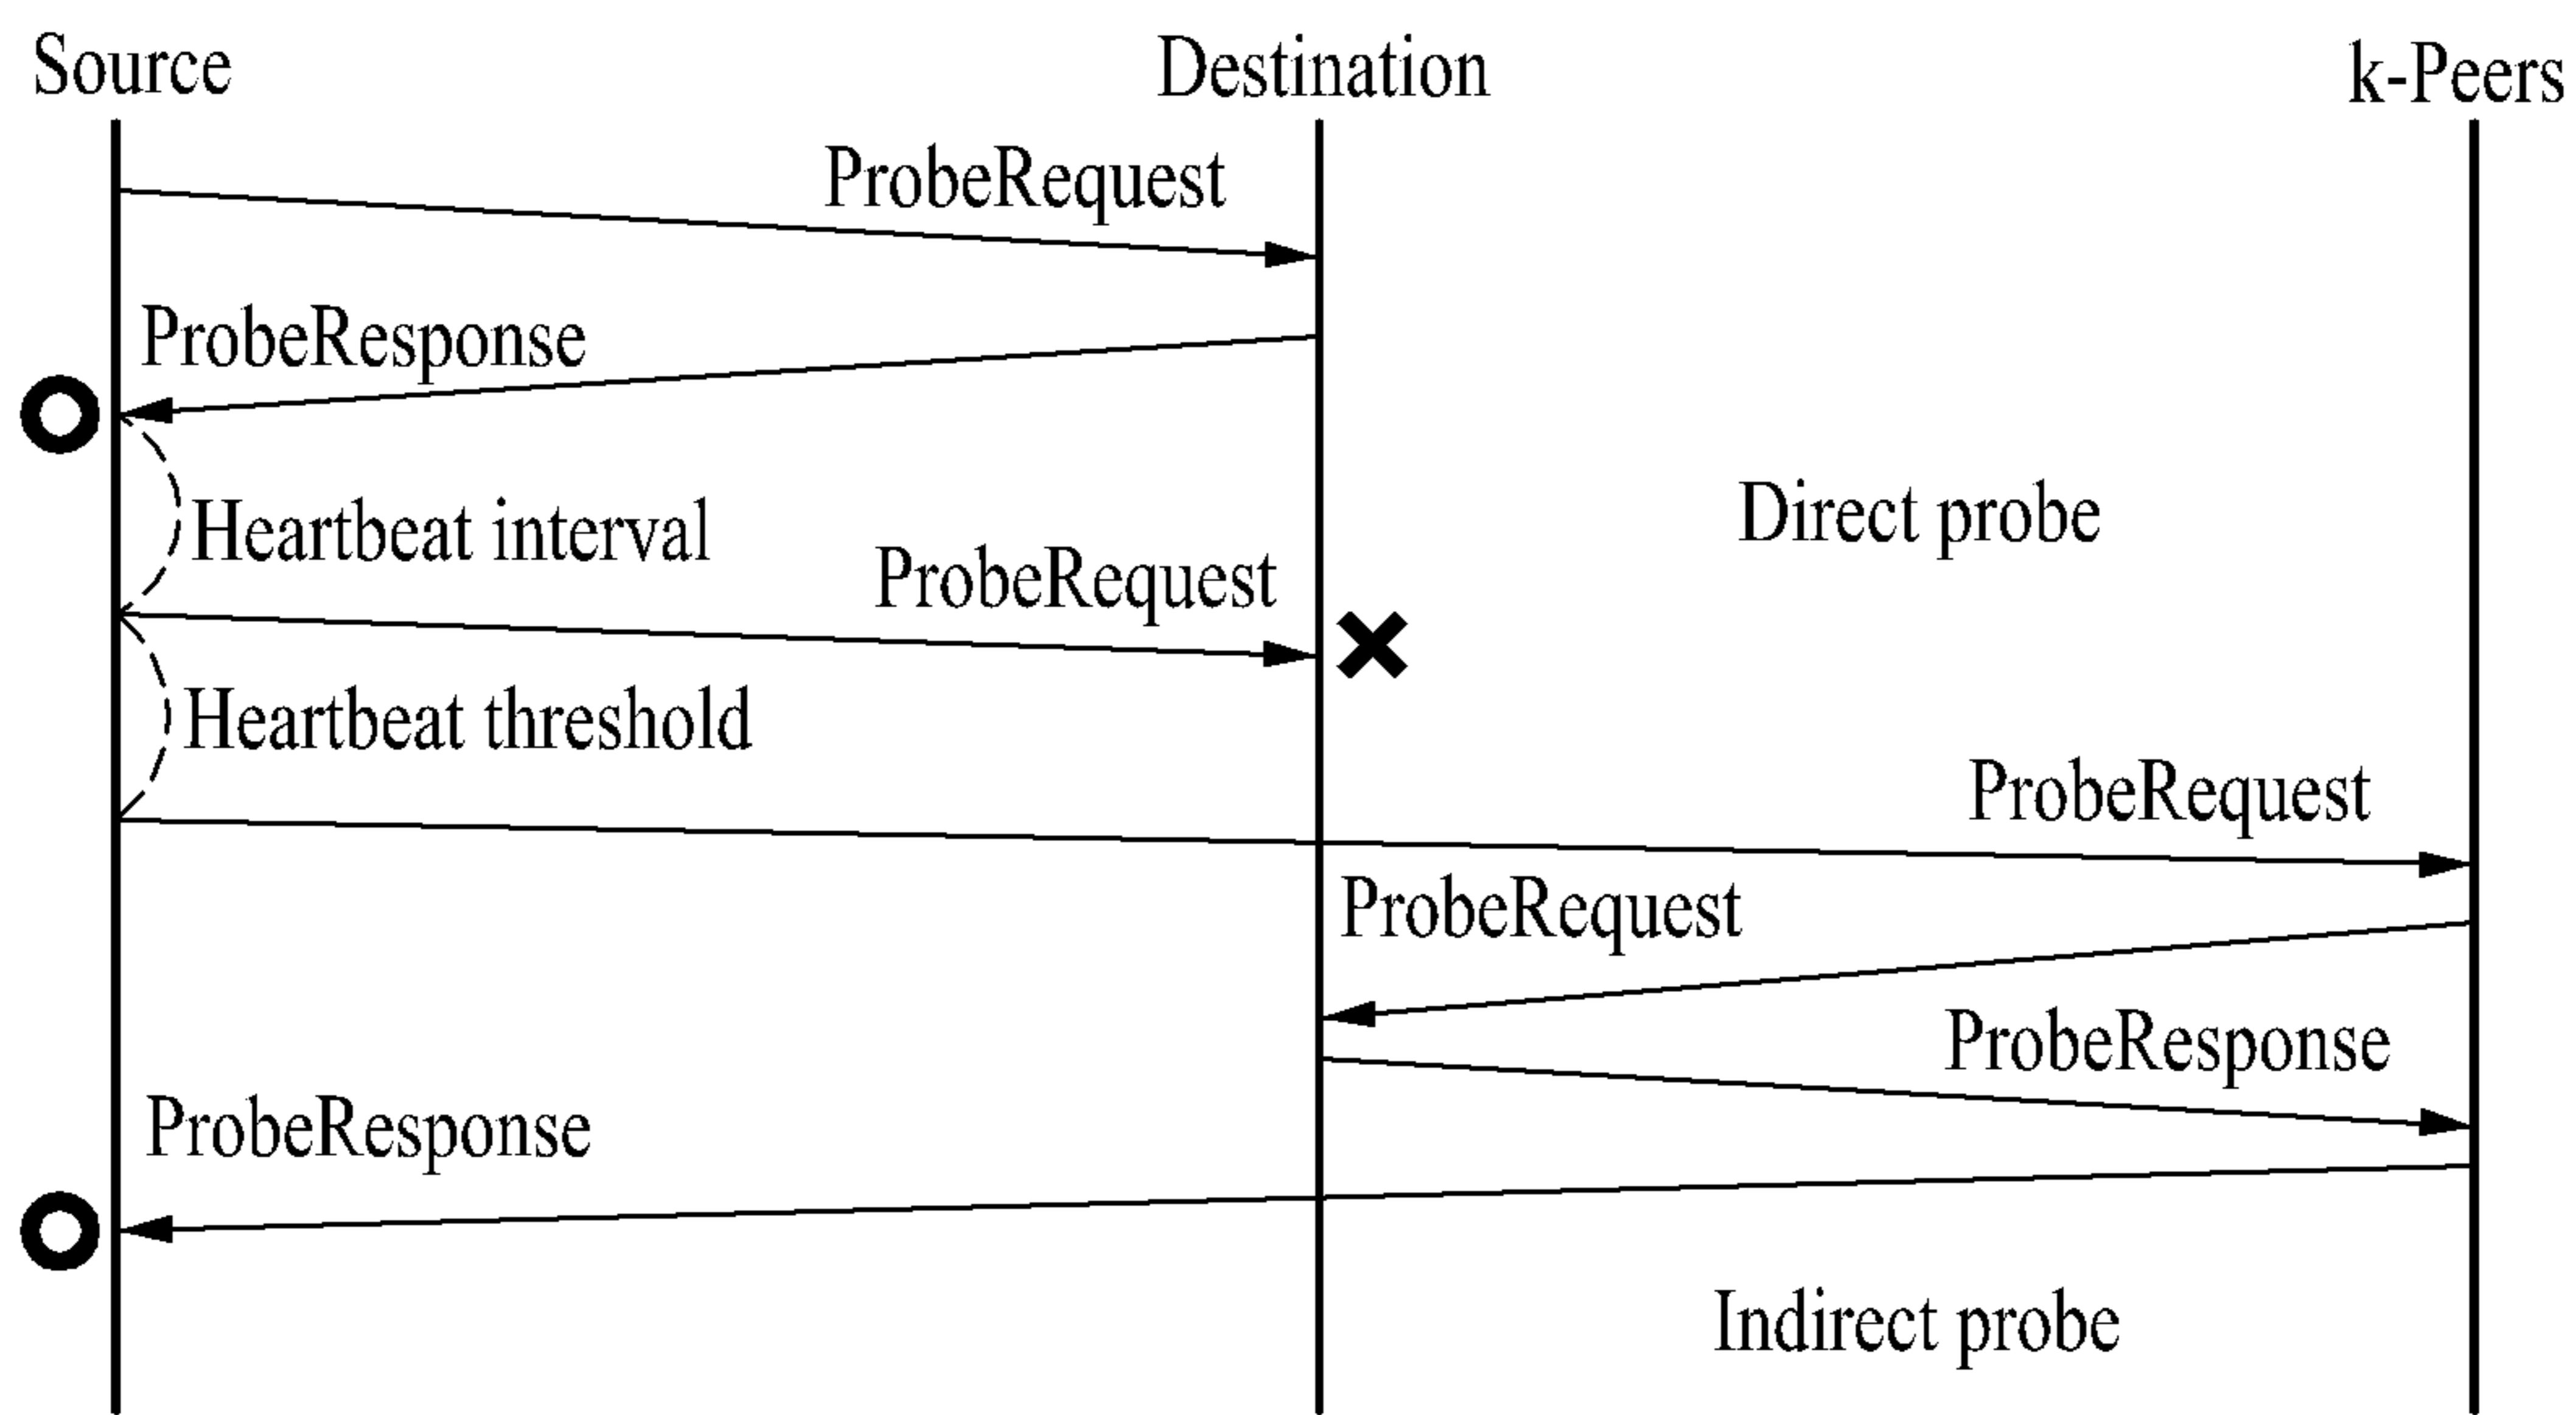 Source
Destination
k-Peers
ProbeRequest
ProbeResponse
Heartbeat interval
Direct probe
ProbeRequest
Heartbeat threshold
ProbeRequest
ProbeRequest
ProbeResponse
ProbeResponse
Indirect probe